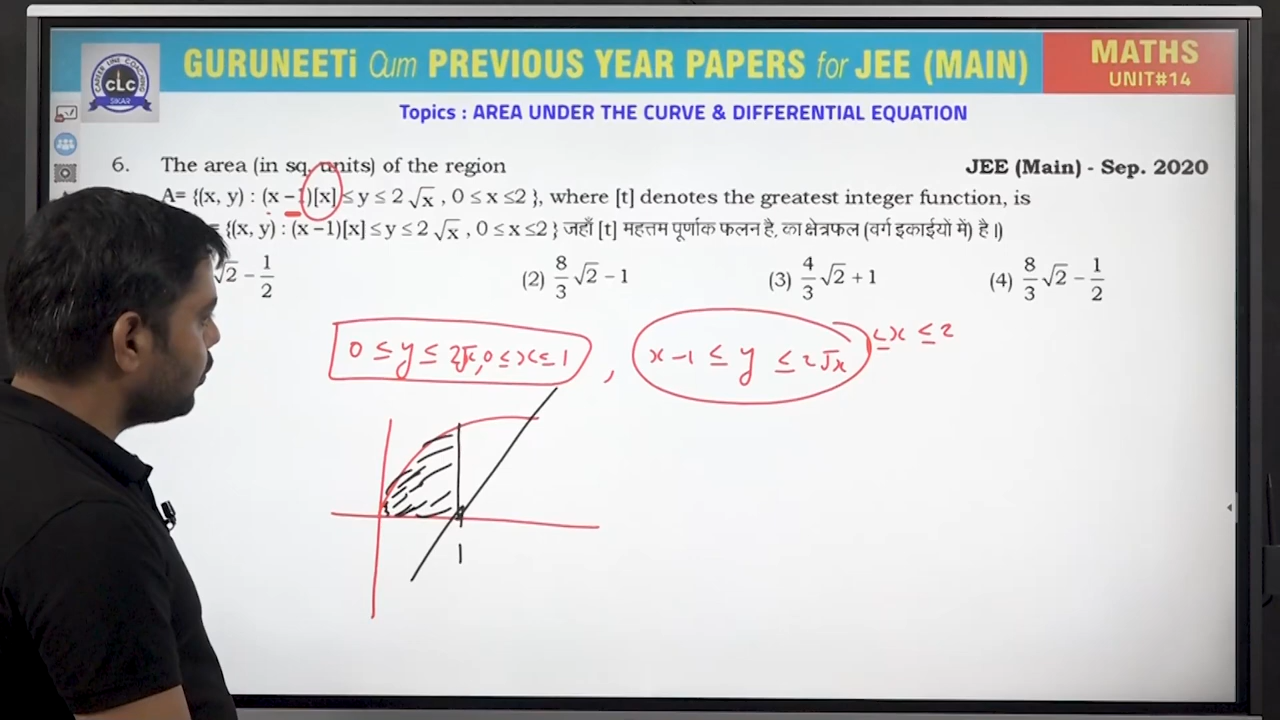 GURUNEETi Cum PREVIOUS YEAR PAPERS for JEE (MAIN)
MATHS
UNIT#14
CLC
SIKAR
Topics : AREA UNDER THE CURVE & DIFFERENTIAL EQUATION
6. The area (in sq. units) of the region JEE (Main) - Sep. 2020
A= {(x, y) : (x −1)[x] ≤ y ≤ 2√x , 0 ≤ x ≤2 }, where [t] denotes the greatest integer function, is
= {(x, y) : (x −1)[x] ≤ y ≤ 2√x , 0 ≤ x ≤2 } जहाँ [t] महत्तम पूर्णांक फलन है, का क्षेत्रफल (वर्ग इकाईयों में) है।)
√2 − 1/2 (2) 8/3 √2 − 1 (3) 4/3 √2 + 1 (4) 8/3 √2 − 1/2
0 ≤ y ≤ 2√x, 0 ≤ x ≤ 1 , x −1 ≤ y ≤ 2√x 1 ≤ x ≤ 2
1